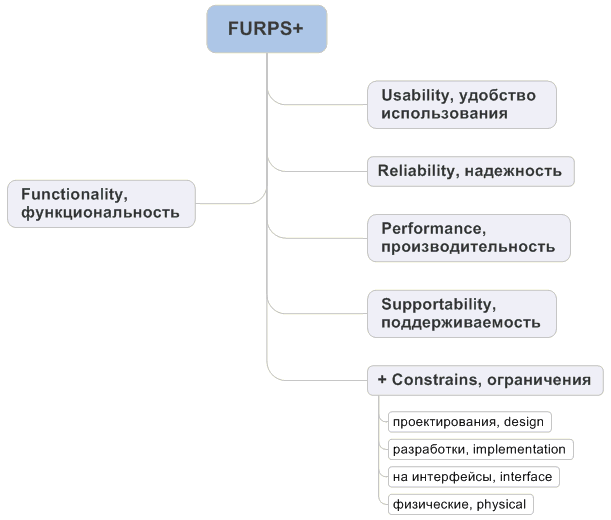 FURPS+
Usability, удобство
использования
Reliability, надежность
Functionality,
функциональность
Performance,
производительность
Supportability,
поддерживаемость
+ Constrains, ограничения
проектирования, design
разработки, implementation
на интерфейсы, interface
физические, physical